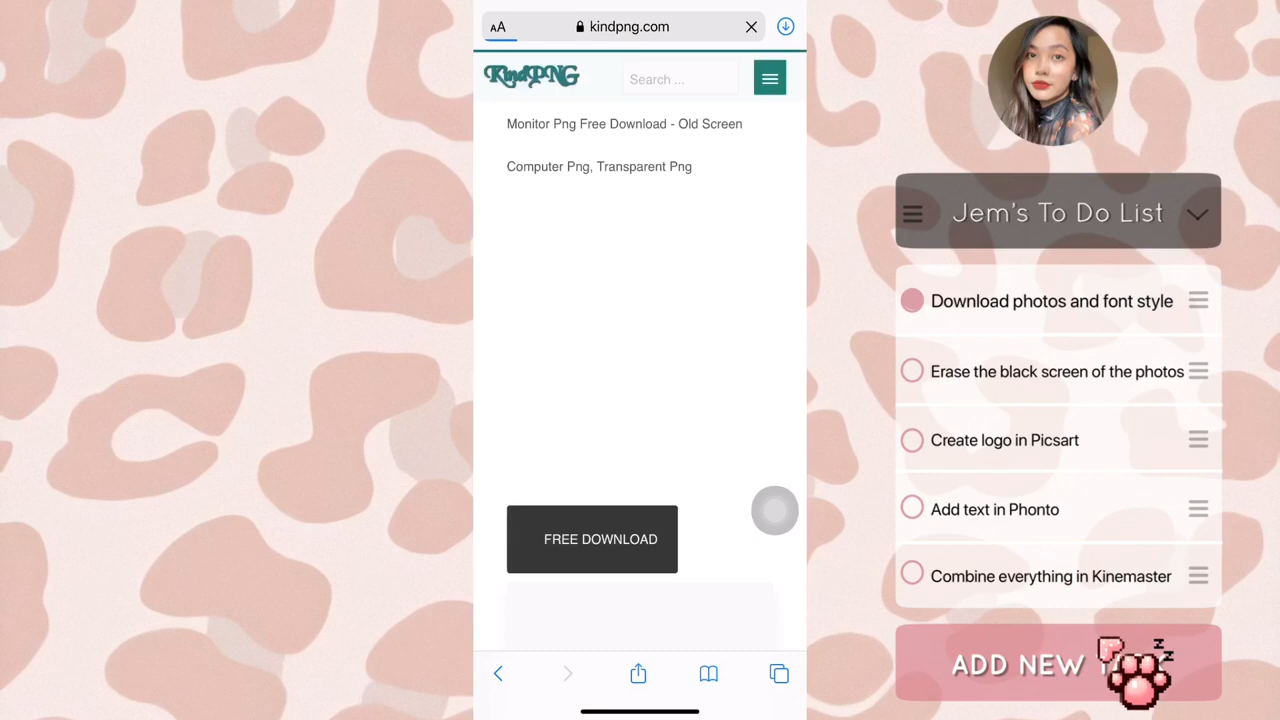 AA
kindpng.com
KindPNG
Search ...
Monitor Png Free Download - Old Screen
Computer Png, Transparent Png
FREE DOWNLOAD
Jem's To Do List
Download photos and font style
Erase the black screen of the photos
Create logo in Picsart
Add text in Phonto
Combine everything in Kinemaster
ADD NEW
z
z